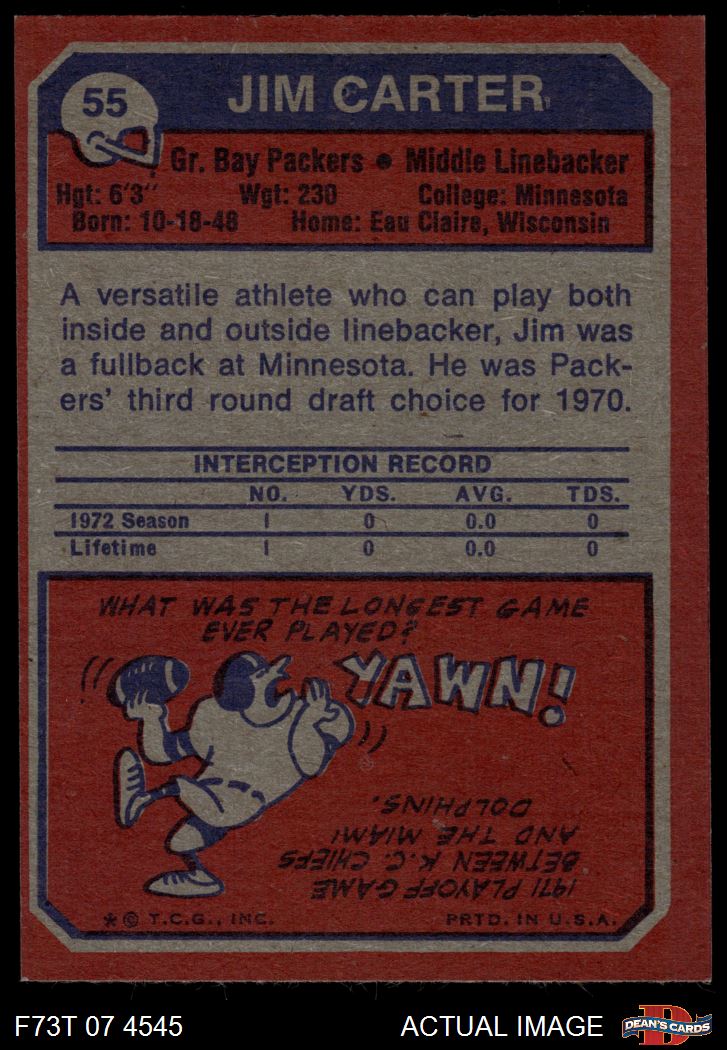 55
JIM CARTER
Gr. Bay Packers • Middle Linebacker
Hgt: 6'3" Wgt: 230 College: Minnesota
Born: 10-18-48 Home: Eau Claire, Wisconsin
A versatile athlete who can play both
inside and outside linebacker, Jim was
a fullback at Minnesota. He was Pack-
ers' third round draft choice for 1970.
INTERCEPTION RECORD
NO. YDS. AVG. TDS.
1972 Season 1 0 0.0 0
Lifetime 1 0 0.0 0
WHAT WAS THE LONGEST GAME
EVER PLAYED?
YAWN!
1971 PLAYOFF GAME
BETWEEN K.C. CHIEFS
AND THE MIAMI
DOLPHINS.
* © T.C.G., INC. PRTD. IN U.S.A.
F73T 07 4545 ACTUAL IMAGE
D
DEAN'S CARDS